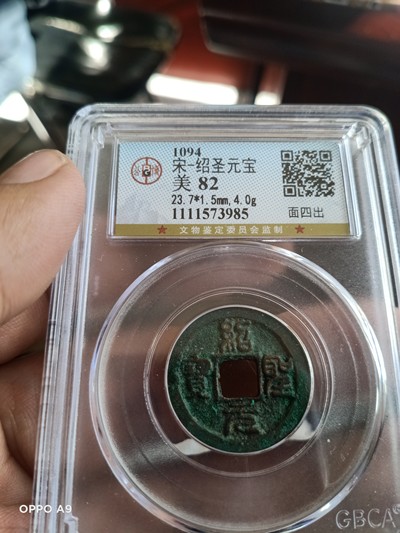 1094
宋-绍圣元宝
美 82
23.7*1.5mm,4.0g
1111573985
面四出
★ 文物鉴定委员会监制 ★
紹
寶 聖
元
GBCA
OPPO A9